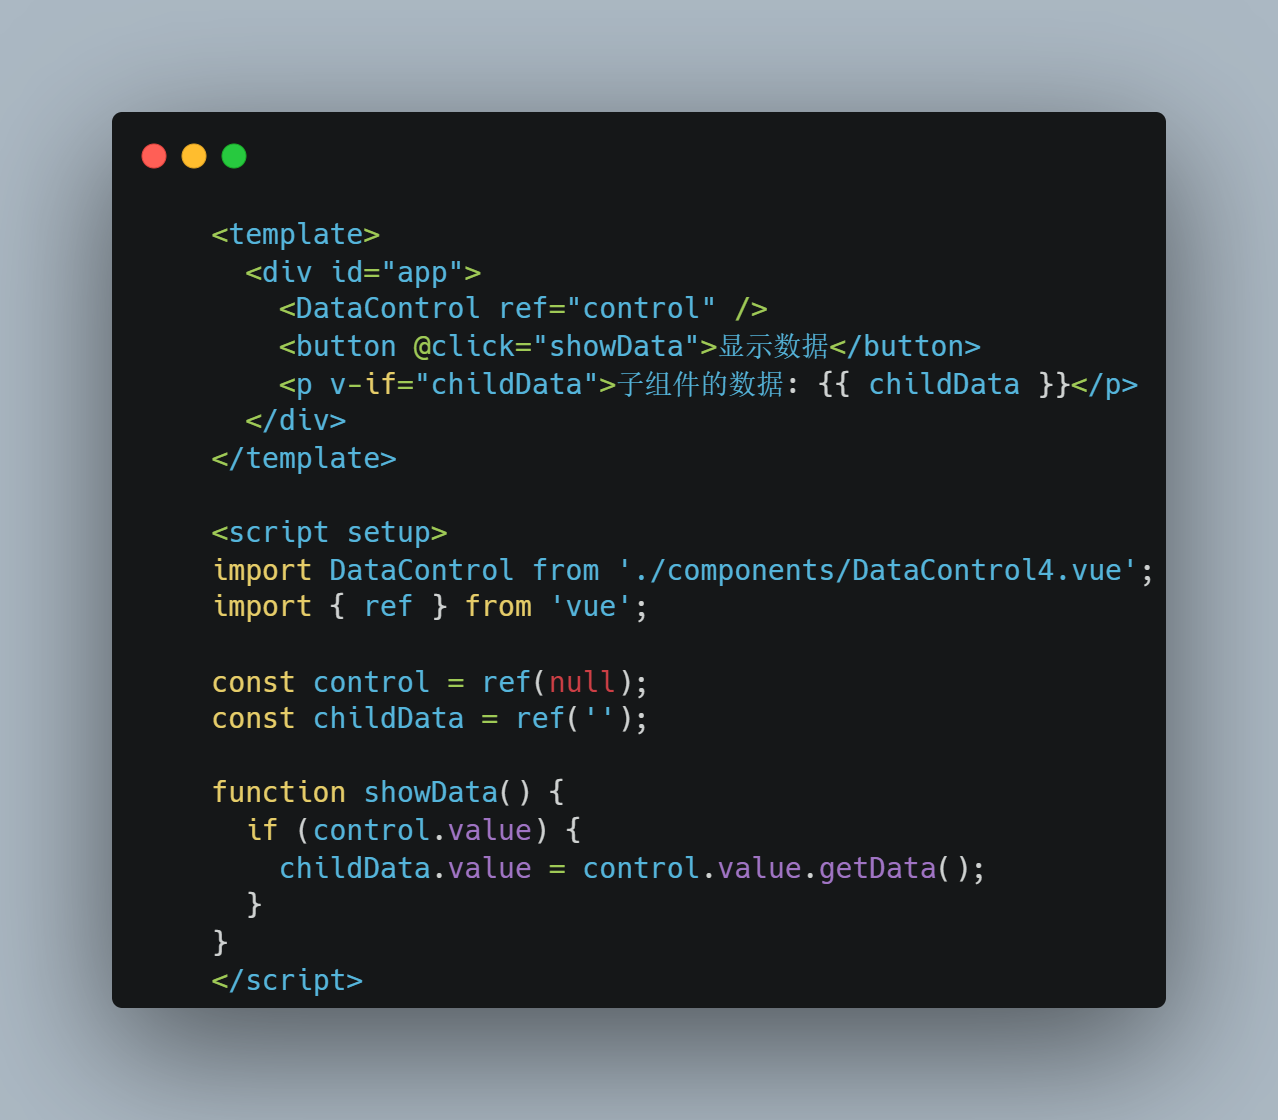 <template>
  <div id="app">
    <DataControl ref="control" />
    <button @click="showData">显示数据</button>
    <p v-if="childData">子组件的数据: {{ childData }}</p>
  </div>
</template>

<script setup>
import DataControl from './components/DataControl4.vue';
import { ref } from 'vue';

const control = ref(null);
const childData = ref('');

function showData() {
  if (control.value) {
    childData.value = control.value.getData();
  }
}
</script>